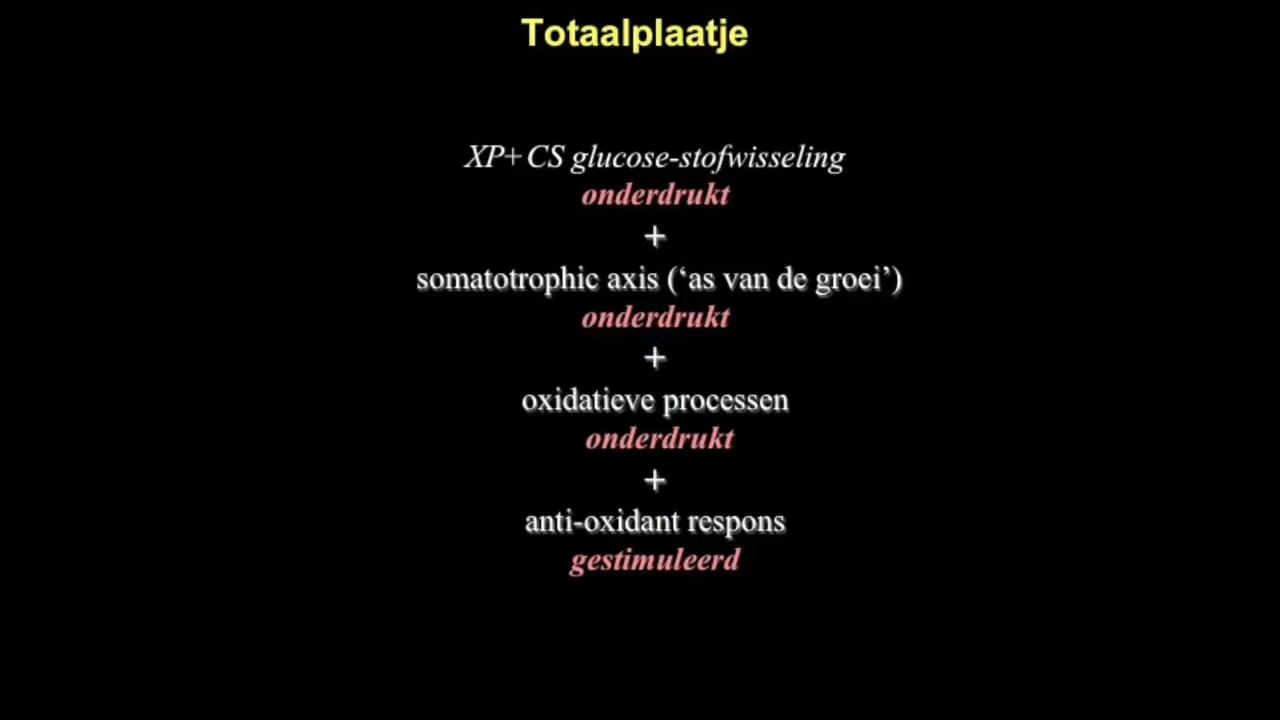 Totaalplaatje
XP+ CS glucose-stofwisseling
onderdrukt
+
somatotrophic axis (‘as van de groei’)
onderdrukt
+
oxidatieve processen
onderdrukt
+
anti-oxidant respons
gestimuleerd